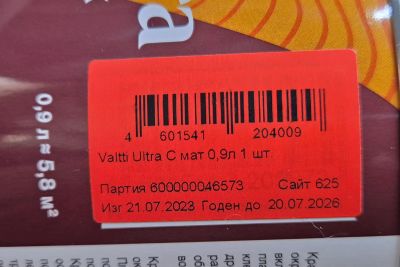 4 601541 204009
Valtti Ultra C мат 0,9л 1 шт
Партия 600000046573 Сайт 625
Изг 21.07.2023 Годен до 20.07.2026
0,9 л ≈ 5,8 м²